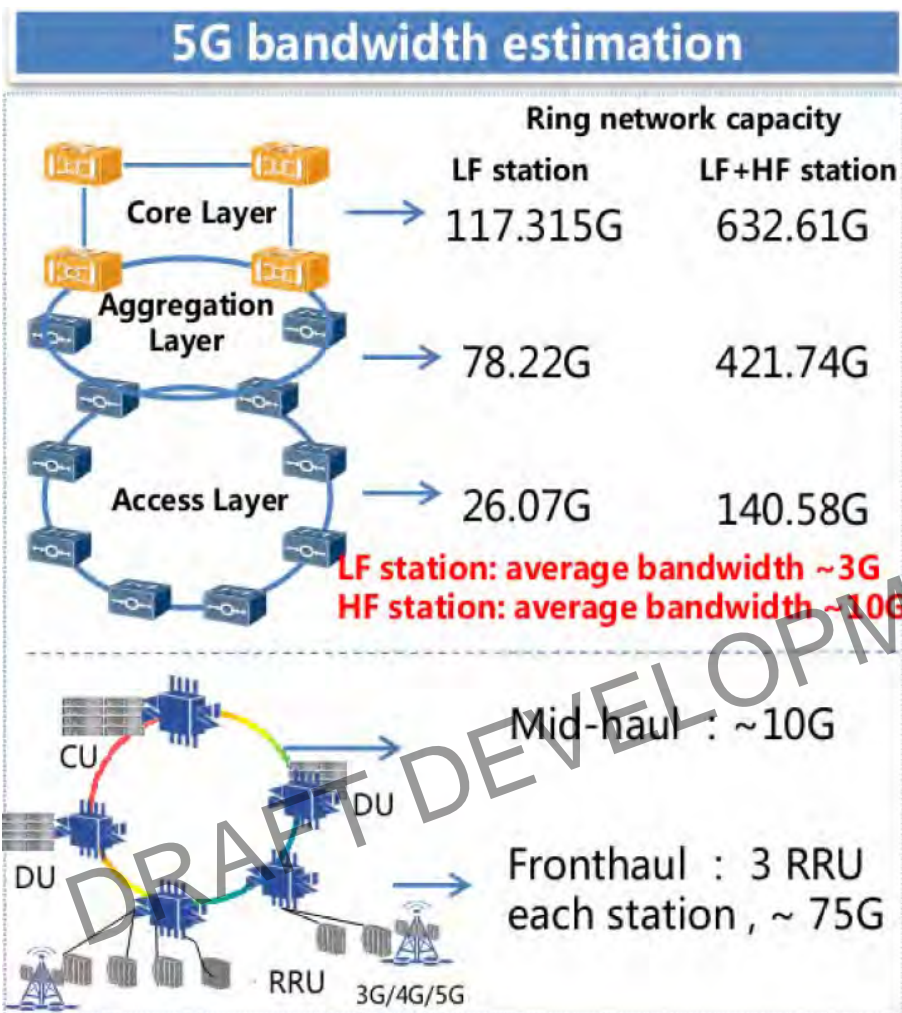 5G bandwidth estimation
Ring network capacity
LF station
LF+HF station
Core Layer
117.315G
632.61G
Aggregation
Layer
78.22G
421.74G
Access Layer
26.07G
140.58G
LF station: average bandwidth ~3G
HF station: average bandwidth ~10G
CU
Mid-haul : ~10G
DU
DU
Fronthaul : 3 RRU
each station , ~ 75G
RRU
3G/4G/5G
DRAFT DEVELOPM